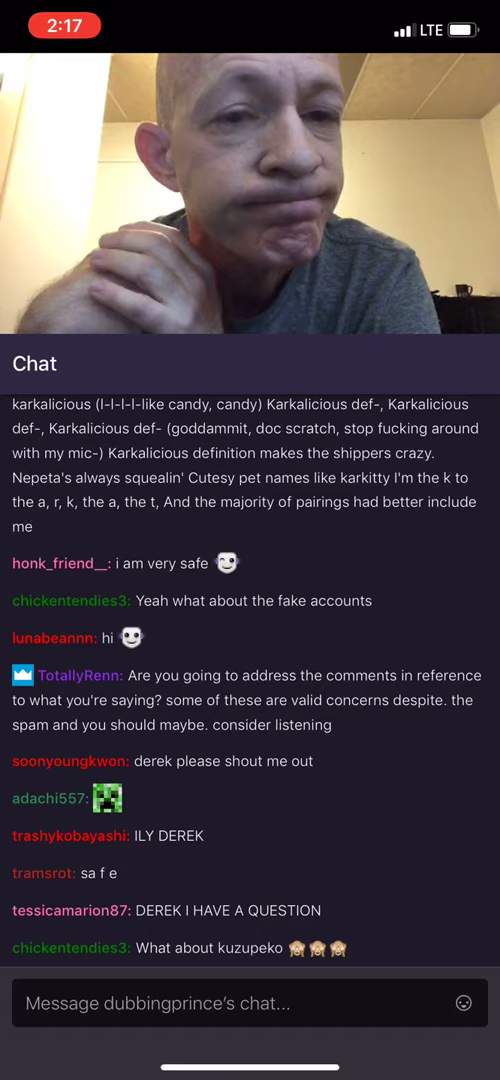 2:17
LTE
Chat
karkalicious (l-l-l-l-like candy, candy) Karkalicious def-, Karkalicious
def-, Karkalicious def- (goddammit, doc scratch, stop fucking around
with my mic-) Karkalicious definition makes the shippers crazy.
Nepeta's always squealin' Cutesy pet names like karkitty I'm the k to
the a, r, k, the a, the t, And the majority of pairings had better include
me
honk_friend__: i am very safe
chickentendies3: Yeah what about the fake accounts
lunabeannn: hi
TotallyRenn: Are you going to address the comments in reference
to what you're saying? some of these are valid concerns despite. the
spam and you should maybe. consider listening
soonyoungkwon: derek please shout me out
adachi557:
trashykobayashi: ILY DEREK
tramsrot: sa f e
tessicamarion87: DEREK I HAVE A QUESTION
chickentendies3: What about kuzupeko 🙈🙈🙈
Message dubbingprince's chat...